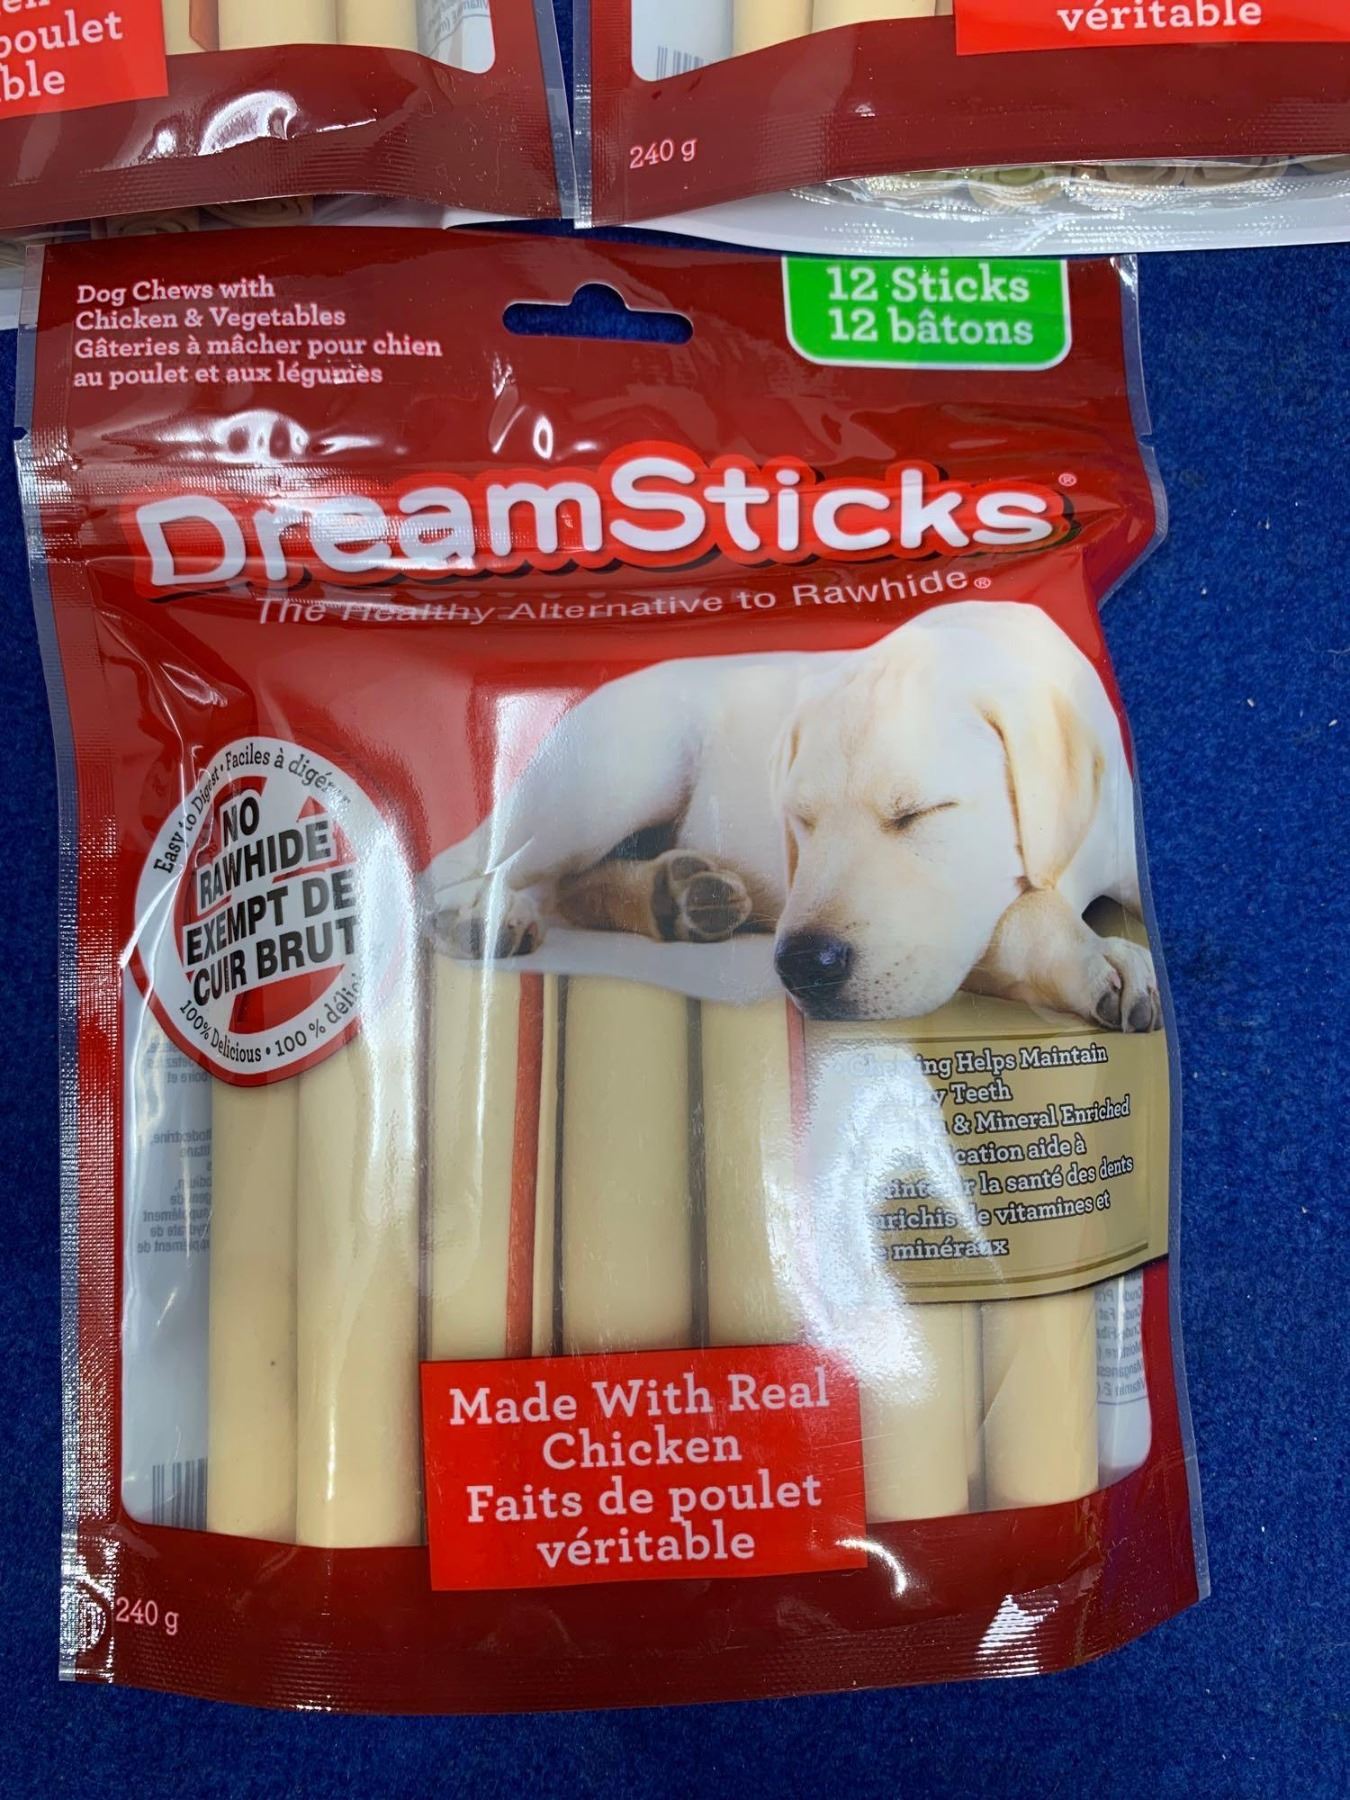 poulet
ble
véritable
240 g
Dog Chews with
Chicken & Vegetables
Gâteries à mâcher pour chien
au poulet et aux légumes
12 Sticks
12 bâtons
DreamSticks®
The Healthy Alternative to Rawhide®
Easy to Digest • Faciles à digérer
NO
RAWHIDE
EXEMPT DE
CUIR BRUT
100% Delicious • 100 %
Chewing Helps Maintain
Teeth
& Mineral Enriched
aide à
la santé des dents
de vitamines et
minéraux
Made With Real
Chicken
Faits de poulet
véritable
240 g